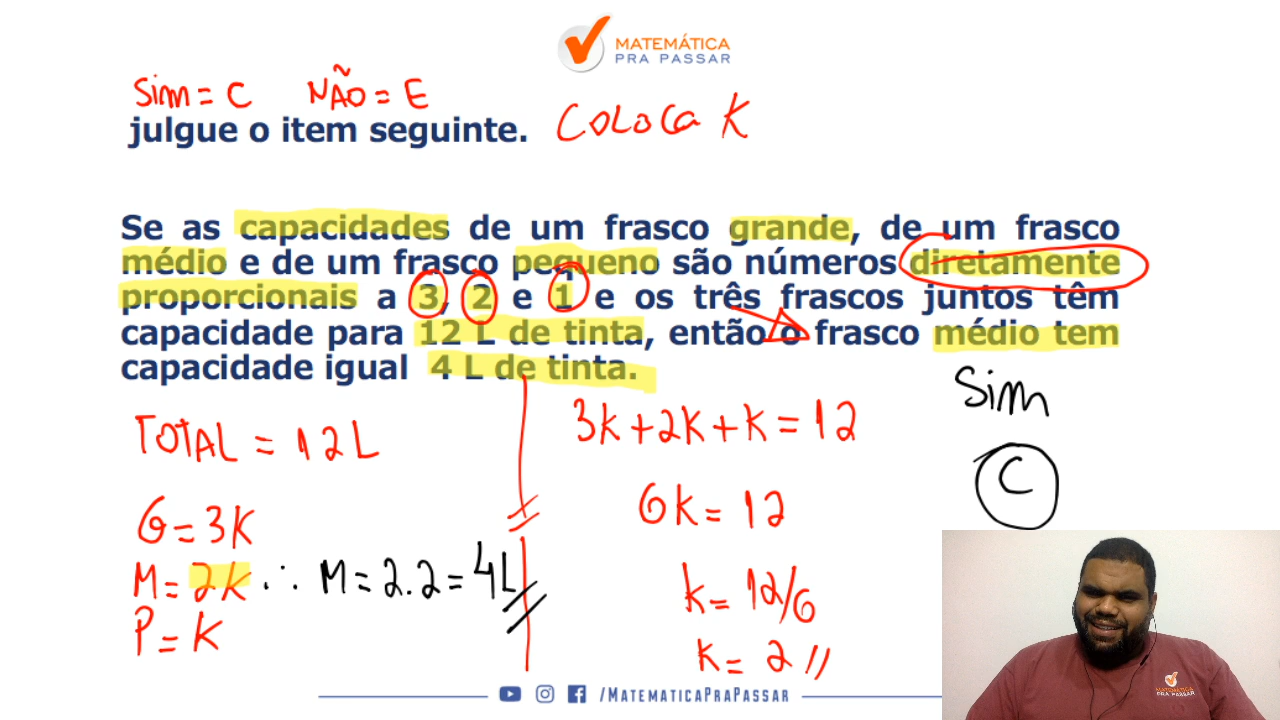 MATEMÁTICA
PRA PASSAR
Sim = C NÃO = E
julgue o item seguinte. COLOCA K
Se as capacidades de um frasco grande, de um frasco
médio e de um frasco pequeno são números diretamente
proporcionais a 3, 2 e 1 e os três frascos juntos têm
capacidade para 12 L de tinta, então o frasco médio tem
capacidade igual 4 L de tinta.
Sim
C
TOTAL = 12L
3k+2k+k=12
G=3K
6k=12
M=2k ∴ M=2.2=4L
k=12/6
P=K
k=2//
/MatematicaPraPassar
MATEMÁTICA
PRA PASSAR